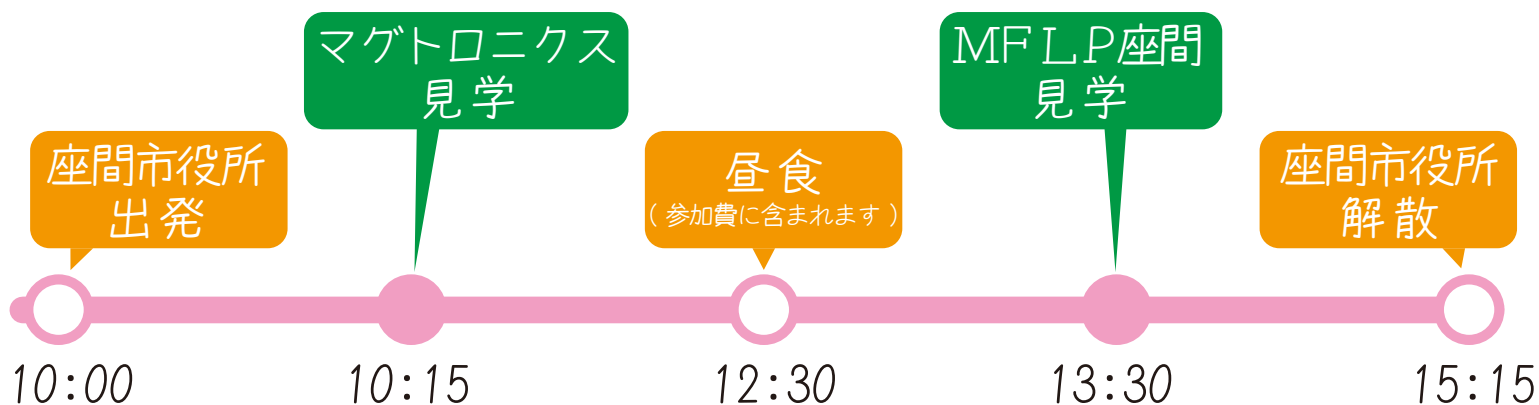 座間市役所
出発
10:00
マグトロニクス
見学
10:15
昼食
(参加費に含まれます)
12:30
MFLP座間
見学
13:30
座間市役所
解散
15:15